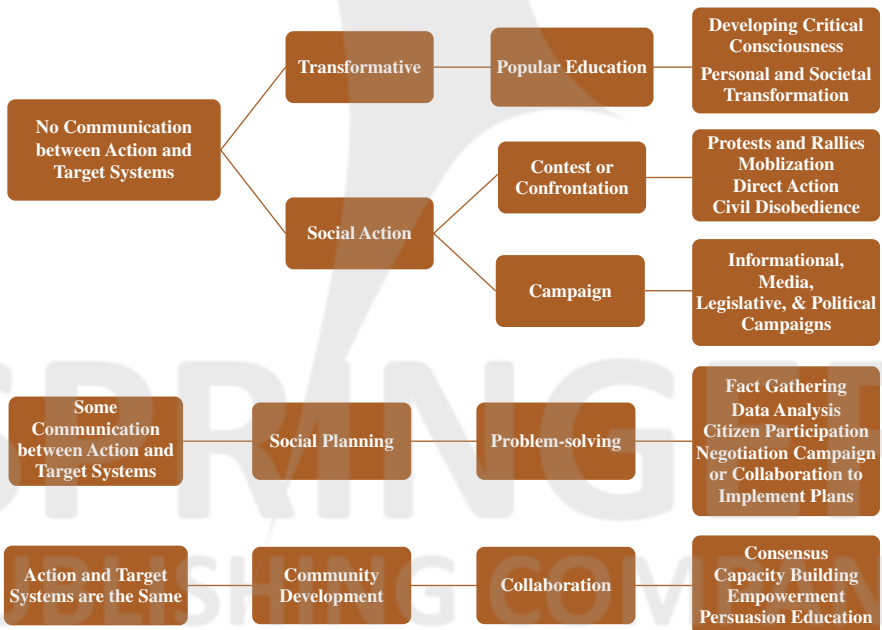 No Communication
between Action and
Target Systems
Transformative
Popular Education
Developing Critical
Consciousness
Personal and Societal
Transformation
Social Action
Contest or
Confrontation
Protests and Rallies
Moblization
Direct Action
Civil Disobedience
Campaign
Informational,
Media,
Legislative, & Political
Campaigns
Some
Communication
between Action and
Target Systems
Social Planning
Problem-solving
Fact Gathering
Data Analysis
Citizen Participation
Negotiation Campaign
or Collaboration to
Implement Plans
Action and Target
Systems are the Same
Community
Development
Collaboration
Consensus
Capacity Building
Empowerment
Persuasion Education
SPRINGER
PUBLISHING COMPANY